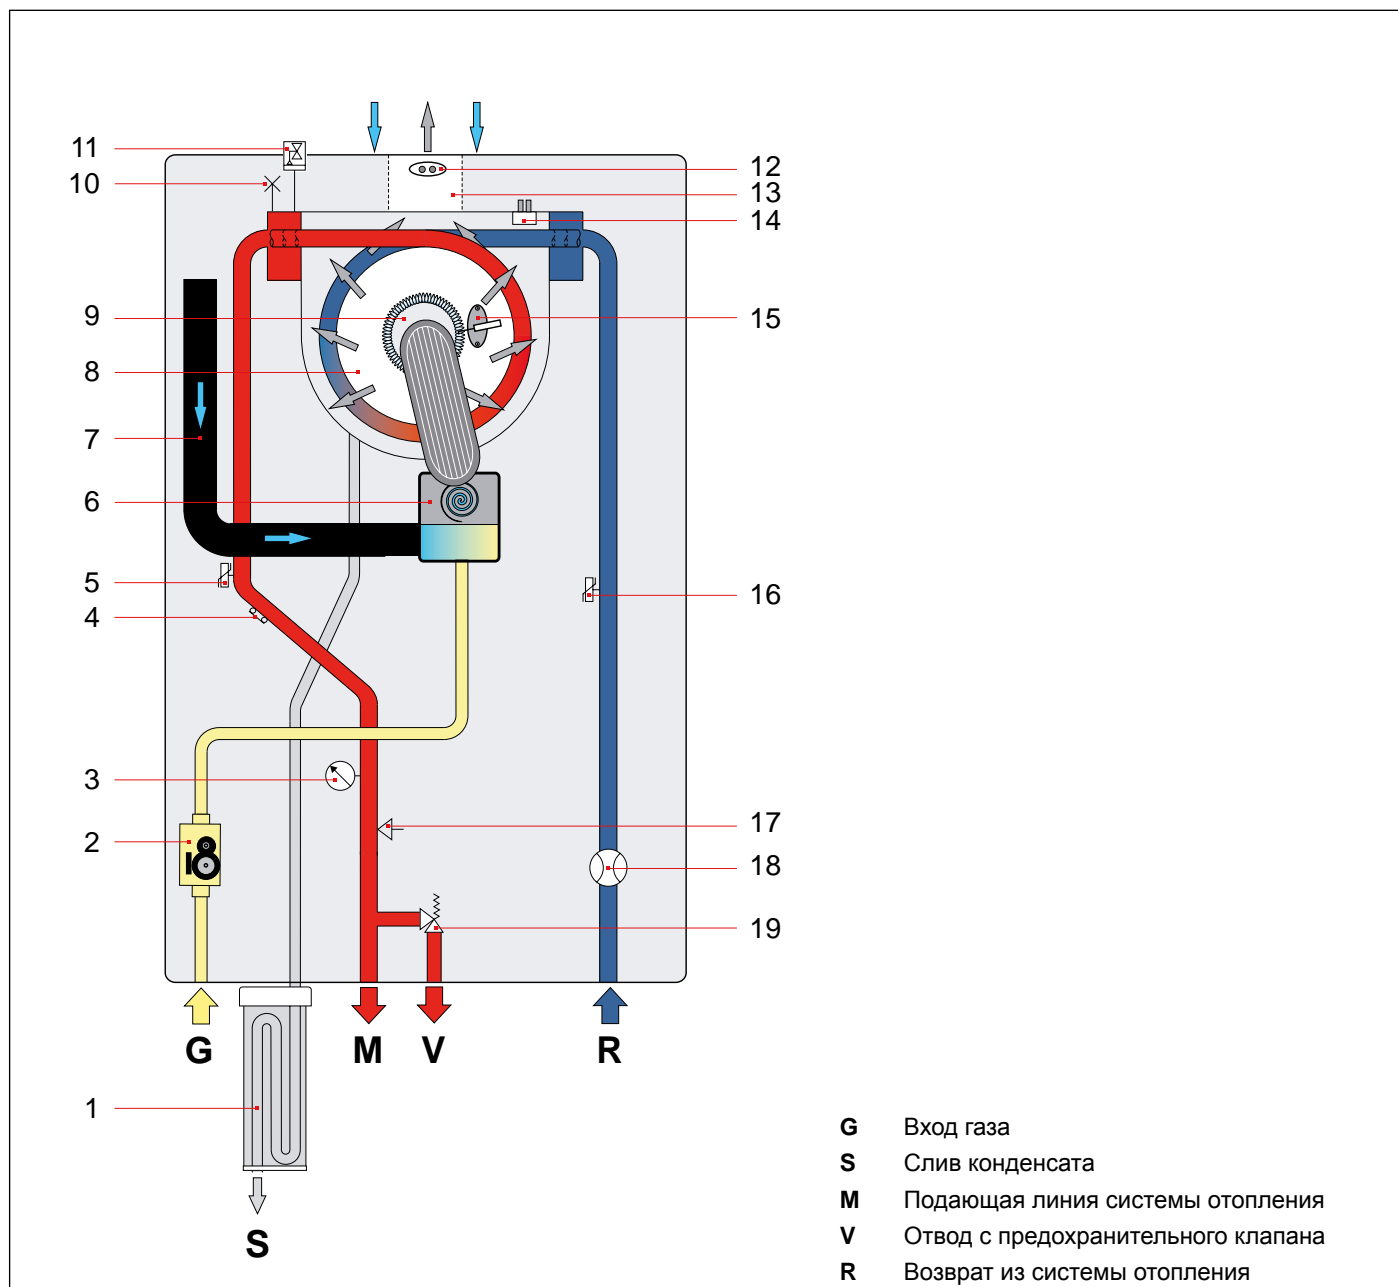 11
10
9
8
7
6
5
4
3
2
1
12
13
14
15
16
17
18
19
G
M
V
R
S
G Вход газа
S Слив конденсата
M Подающая линия системы отопления
V Отвод с предохранительного клапана
R Возврат из системы отопления